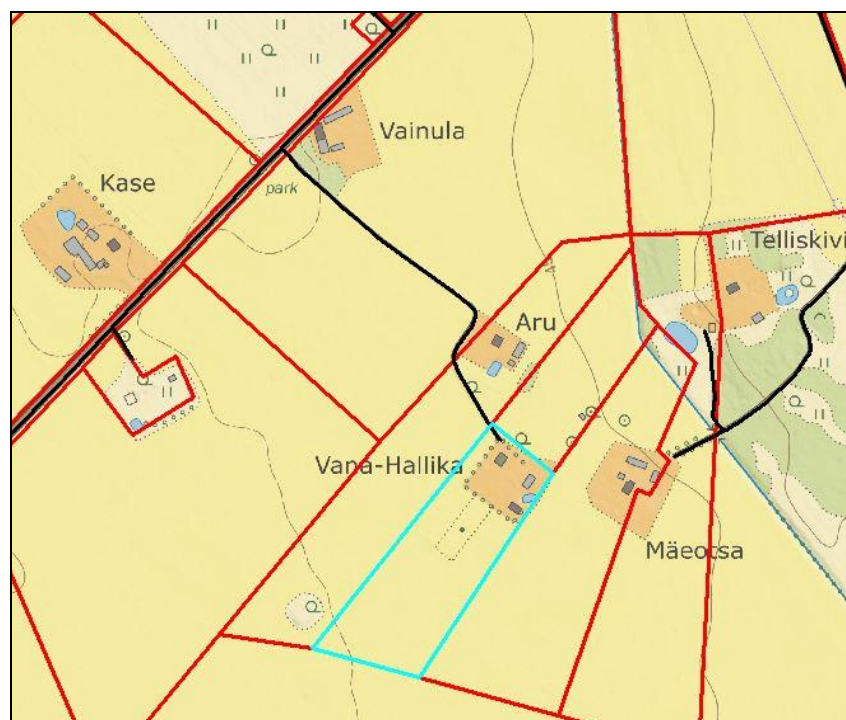 Vainula
Kase
park
Telliskivi
Aru
Vana-Hallika
Mäeotsa